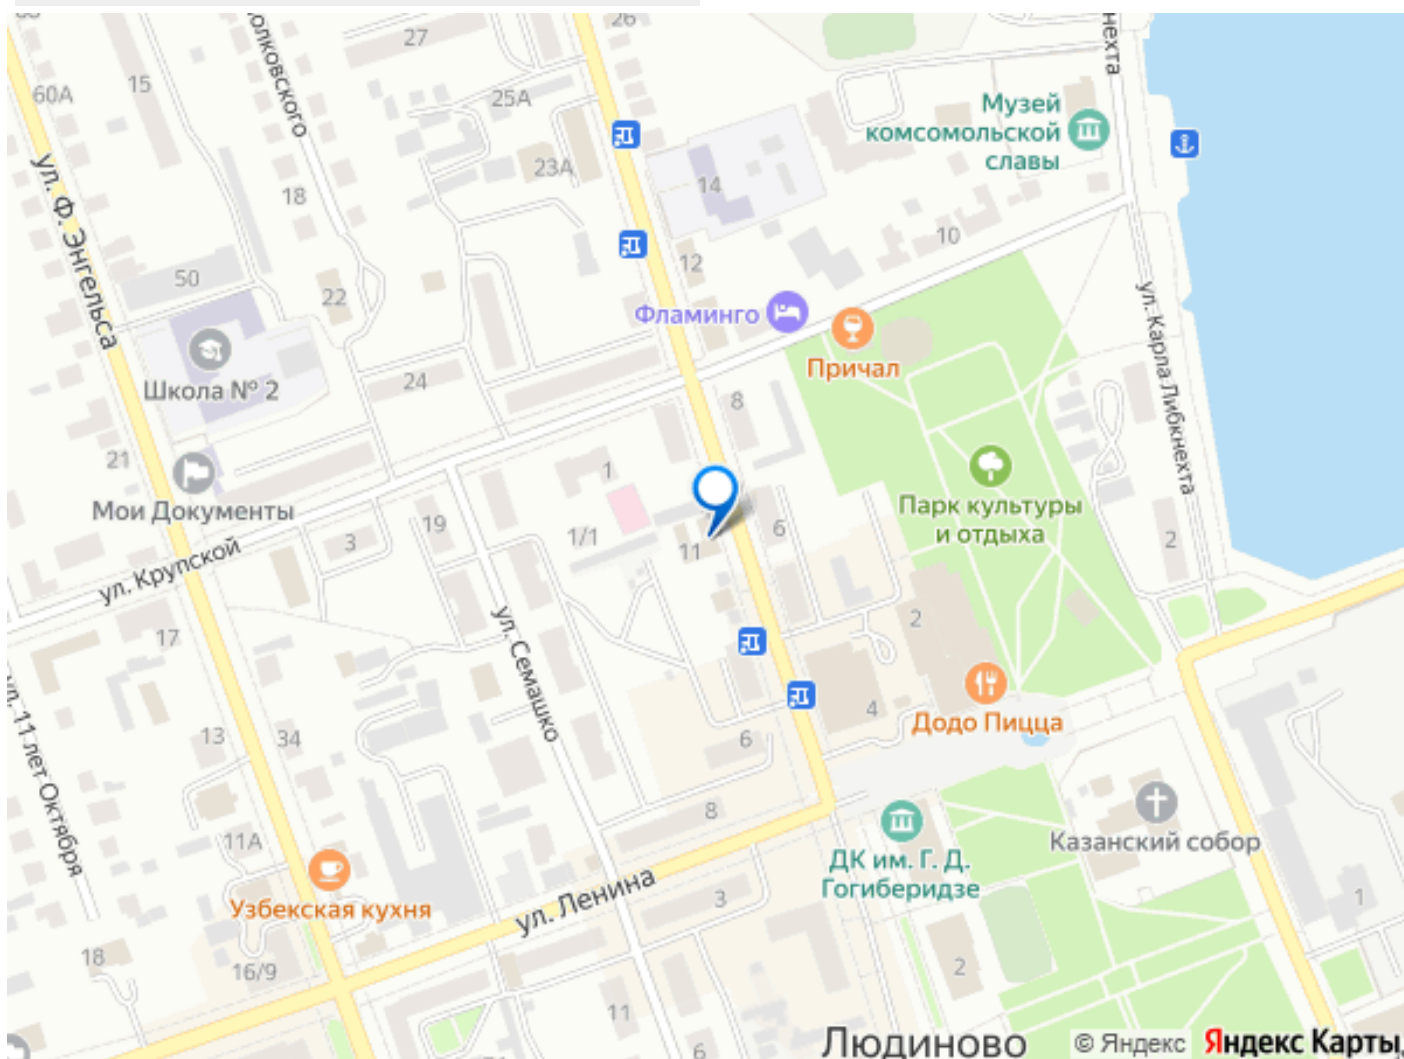 26
27
15
60А
25А
23А
18
14
ул. Ф. Энгельса
Музей
комсомольской
славы
10
12
50
22
Фламинго
ул. Карла Либкнехта
Причал
Школа № 2
24
8
21
Мои Документы
1
Парк культуры
и отдыха
19
3
1/1
11
6
2
ул. Крупской
17
ул. Семашко
2
4
Додо Пицца
13
34
6
ул. 11 лет Октября
8
11А
ДК им. Г. Д.
Гогиберидзе
Казанский собор
Узбекская кухня
ул. Ленина
3
1
18
16/9
2
11
6
Людиново
© Яндекс
Яндекс Карты